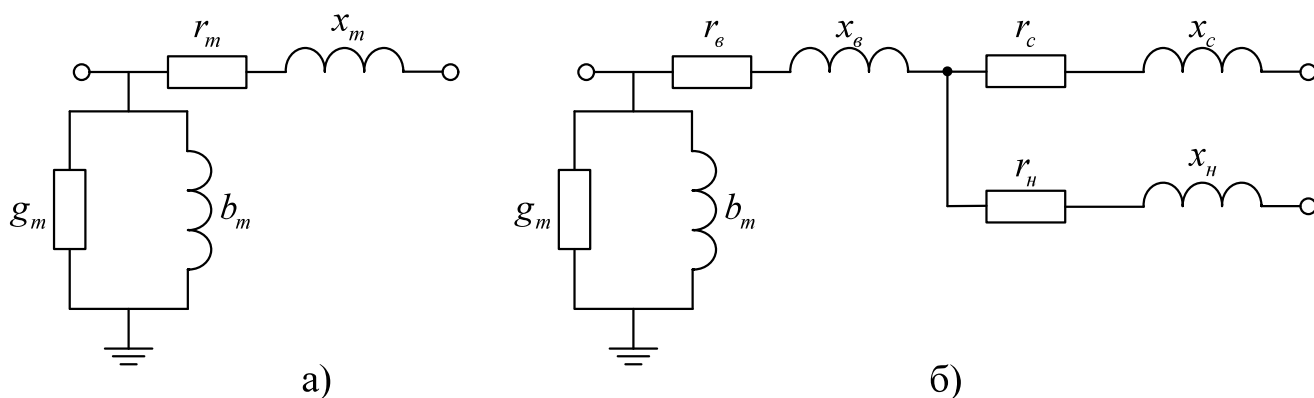 r_т x_т r_в x_в r_с x_с
r_н x_н
g_т b_т g_т b_т
а) б)